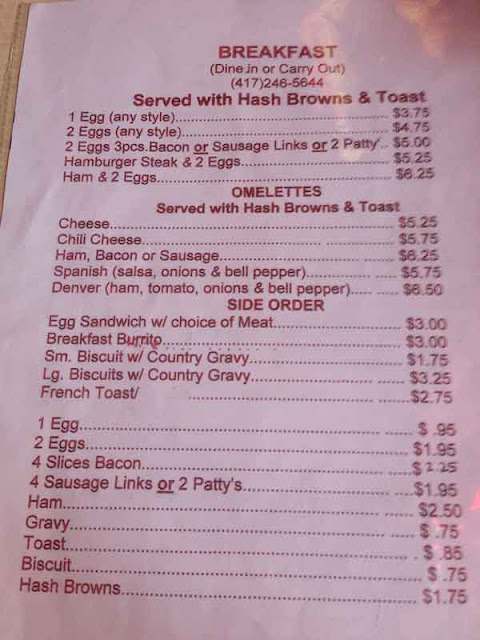 BREAKFAST
(Dine.in or Carry Out)
(417)246-5644
Served with Hash Browns & Toast
1 Egg (any style)........ $3.75
2 Eggs (any style)........ $4.75
2 Eggs 3pcs.Bacon or Sausage Links or 2 Patty'.. $5.00
Hamburger Steak & 2 Eggs........ $5.25
Ham & 2 Eggs........ $6.25
OMELETTES
Served with Hash Browns & Toast
Cheese........ $5.25
Chili Cheese........ $5.75
Ham, Bacon or Sausage........ $6.25
Spanish (salsa, onions & bell pepper)........ $5.75
Denver (ham, tomato, onions & bell pepper)..... ..... $6.50
SIDE ORDER
Egg Sandwich w/ choice of Meat........ $3.00
Breakfast Burrito........ $3.00
Sm. Biscuit w/ Country Gravy........ $1.75
Lg. Biscuits w/ Country Gravy........ $3.25
French Toast/ ........ $2.75
1 Egg........ $ .95
2 Eggs........ $1.95
4 Slices Bacon........ $2.25
4 Sausage Links or 2 Patty's........ $1.95
Ham........ $2.50
Gravy........ $ .75
Toast........ $ .85
Biscuit........ $ .75
Hash Browns........ $1.75